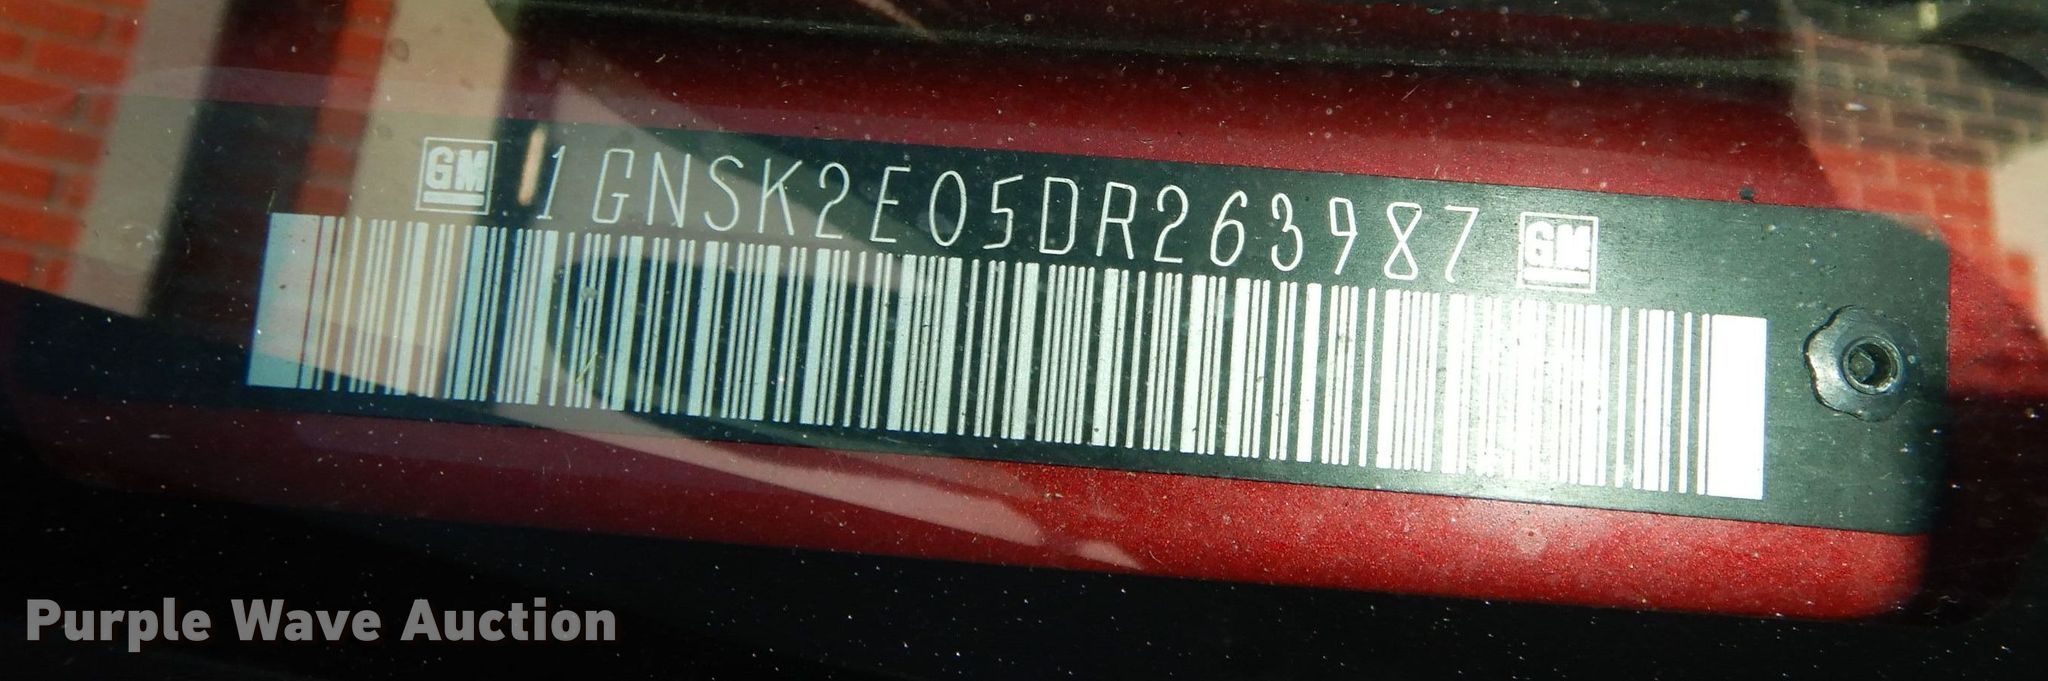 GM 1GNSK2E05DR263987 GM
Purple Wave Auction